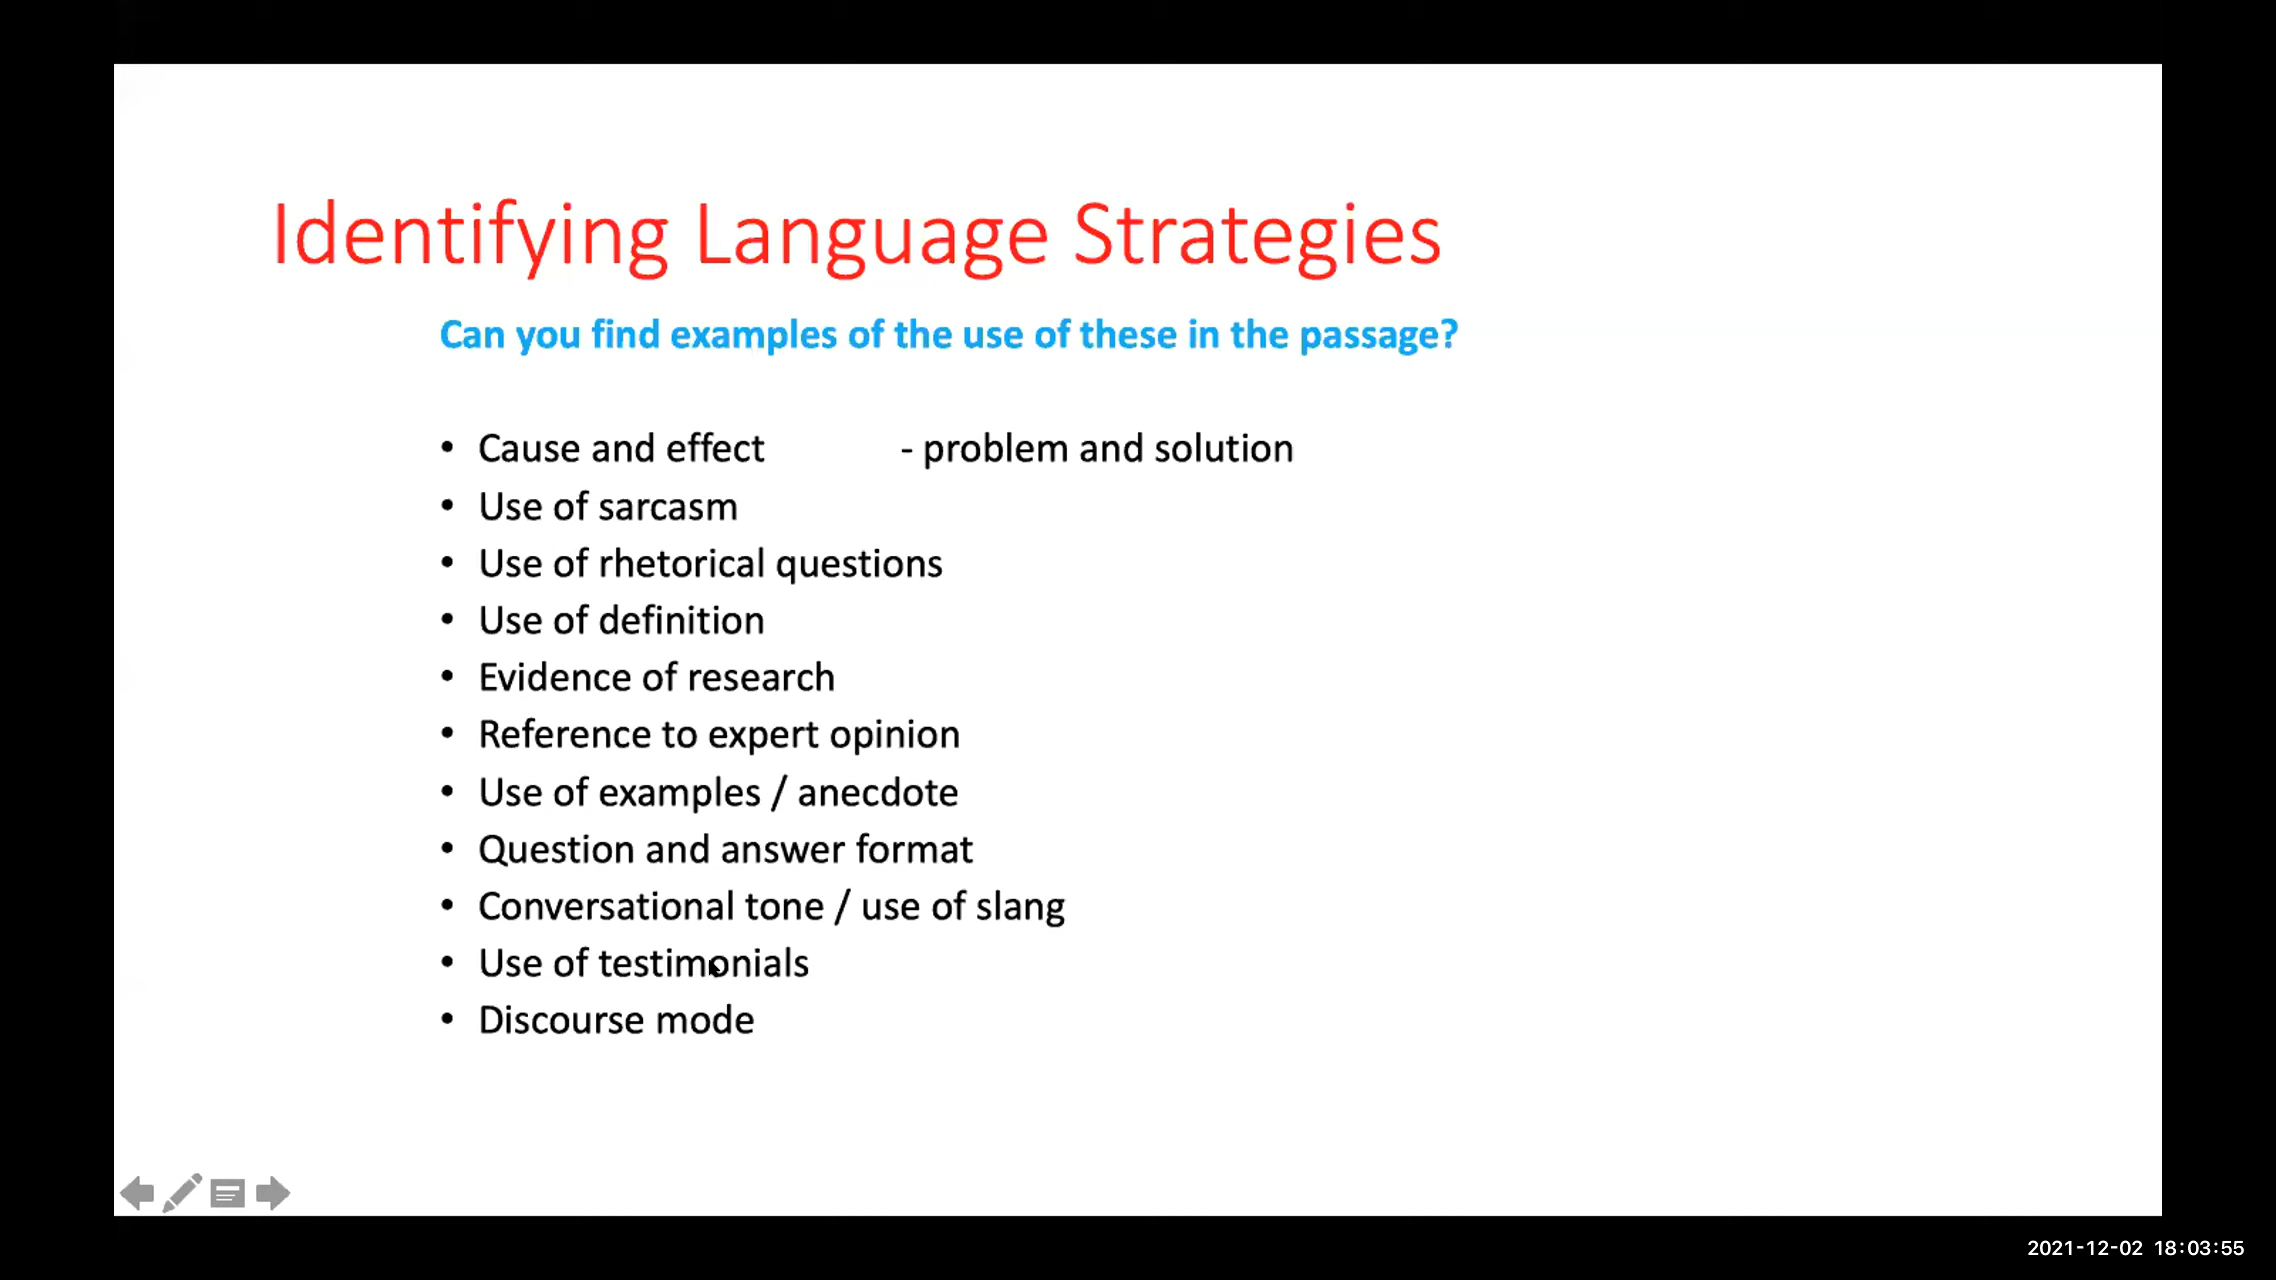 Identifying Language Strategies
Can you find examples of the use of these in the passage?
• Cause and effect - problem and solution
• Use of sarcasm
• Use of rhetorical questions
• Use of definition
• Evidence of research
• Reference to expert opinion
• Use of examples / anecdote
• Question and answer format
• Conversational tone / use of slang
• Use of testimonials
• Discourse mode
2021-12-02 18:03:55